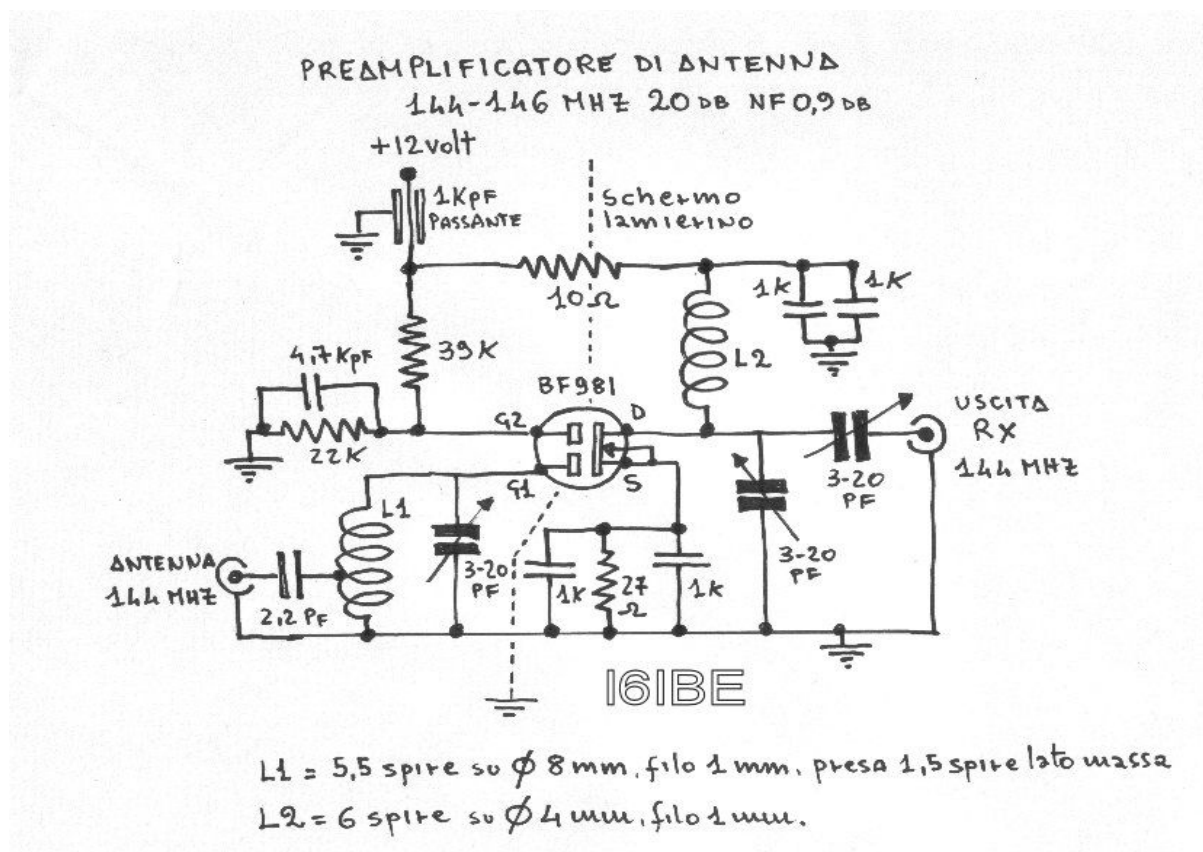 PREAMPLIFICATORE DI ANTENNA
144-146 MHZ 20 DB NF 0,9 DB
+12 volt
1KpF
PASSANTE
schermo
lamierino
10Ω
1K
1K
39K
4,7KpF
22K
BF981
L2
G2
D
G1
S
USCITA
RX
144 MHZ
3-20
PF
L1
3-20
PF
3-20
PF
ANTENNA
144 MHZ
2,2 PF
1K
27
Ω
1K
I6IBE
L1 = 5,5 spire su Ø 8 mm. filo 1 mm. presa 1,5 spire lato massa
L2 = 6 spire su Ø 4 mm. filo 1 mm.